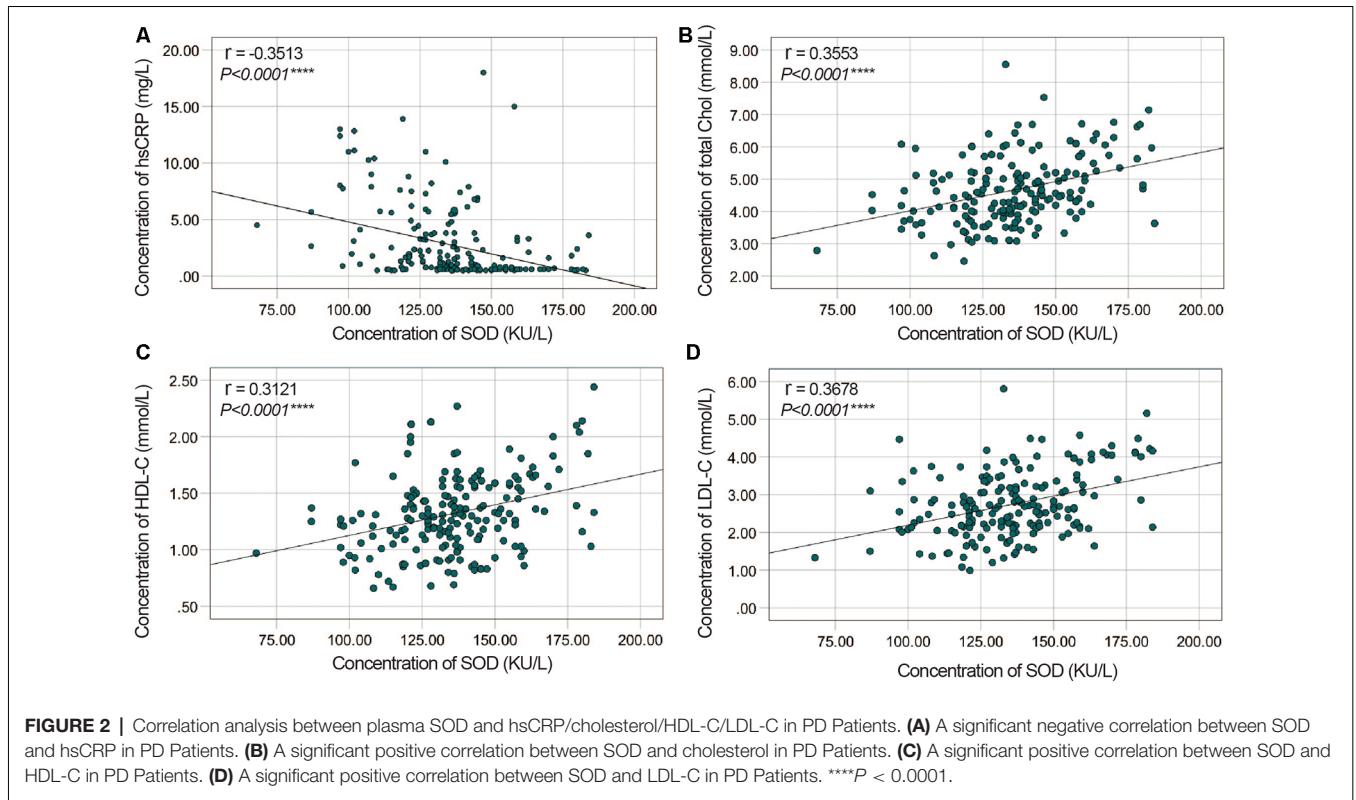 A
r = -0.3513
P<0.0001****
20.00
15.00
10.00
5.00
.00
Concentration of hsCRP (mg/L)
75.00 100.00 125.00 150.00 175.00 200.00
Concentration of SOD (KU/L)
B
r = 0.3553
P<0.0001****
9.00
8.00
7.00
6.00
5.00
4.00
3.00
2.00
Concentration of total Chol (mmol/L)
75.00 100.00 125.00 150.00 175.00 200.00
Concentration of SOD (KU/L)
C
r = 0.3121
P<0.0001****
2.50
2.00
1.50
1.00
.50
Concentration of HDL-C (mmol/L)
75.00 100.00 125.00 150.00 175.00 200.00
Concentration of SOD (KU/L)
D
r = 0.3678
P<0.0001****
6.00
5.00
4.00
3.00
2.00
1.00
.00
Concentration of LDL-C (mmol/L)
75.00 100.00 125.00 150.00 175.00 200.00
Concentration of SOD (KU/L)
FIGURE 2 | Correlation analysis between plasma SOD and hsCRP/cholesterol/HDL-C/LDL-C in PD Patients. (A) A significant negative correlation between SOD
and hsCRP in PD Patients. (B) A significant positive correlation between SOD and cholesterol in PD Patients. (C) A significant positive correlation between SOD and
HDL-C in PD Patients. (D) A significant positive correlation between SOD and LDL-C in PD Patients. ****P < 0.0001.